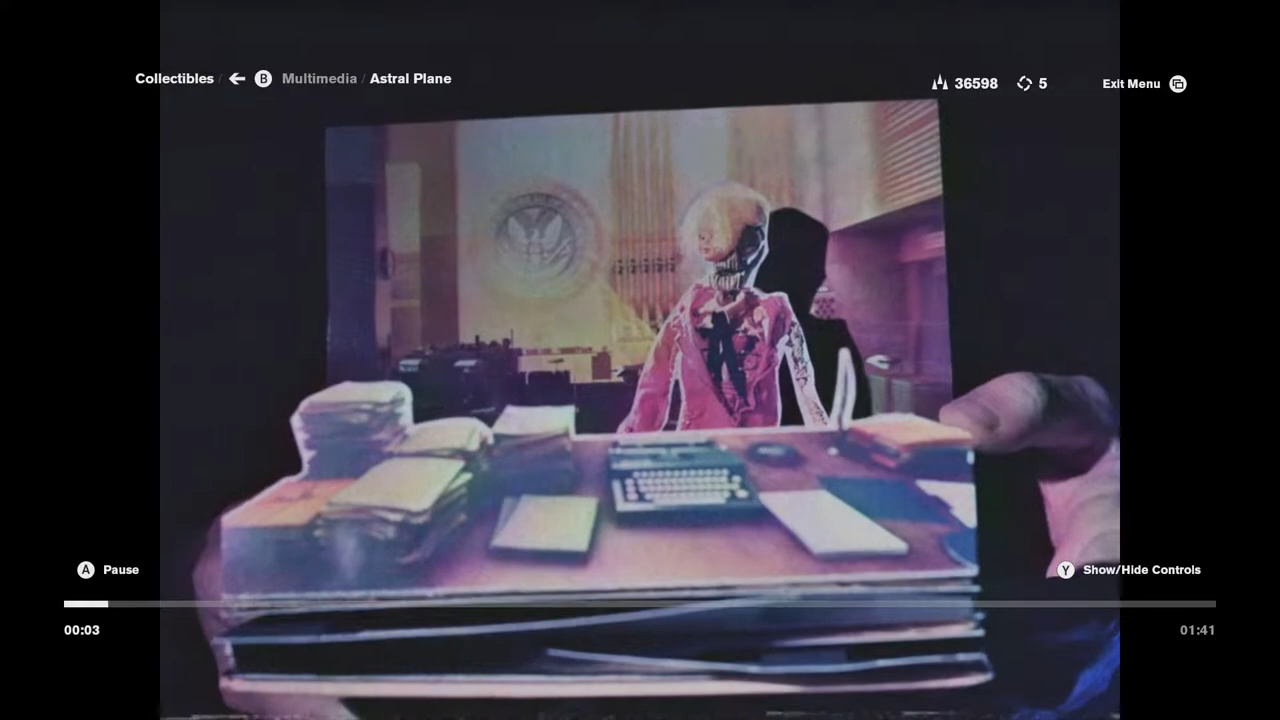 Collectibles / B Multimedia / Astral Plane
36598 5 Exit Menu
A Pause
Y Show/Hide Controls
00:03
01:41